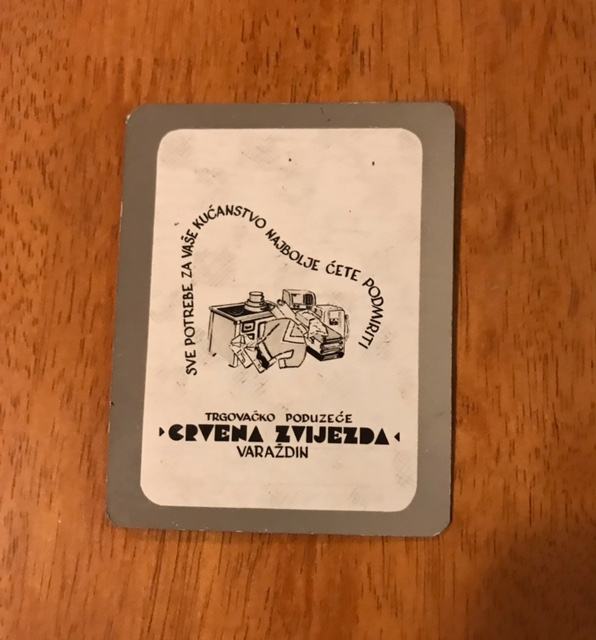 SVE POTREBE ZA VAŠE KUĆANSTVO NAJBOLJE ĆETE PODMIRITI
TRGOVAČKO PODUZEĆE
CRVENA ZVIJEZDA
VARAŽDIN